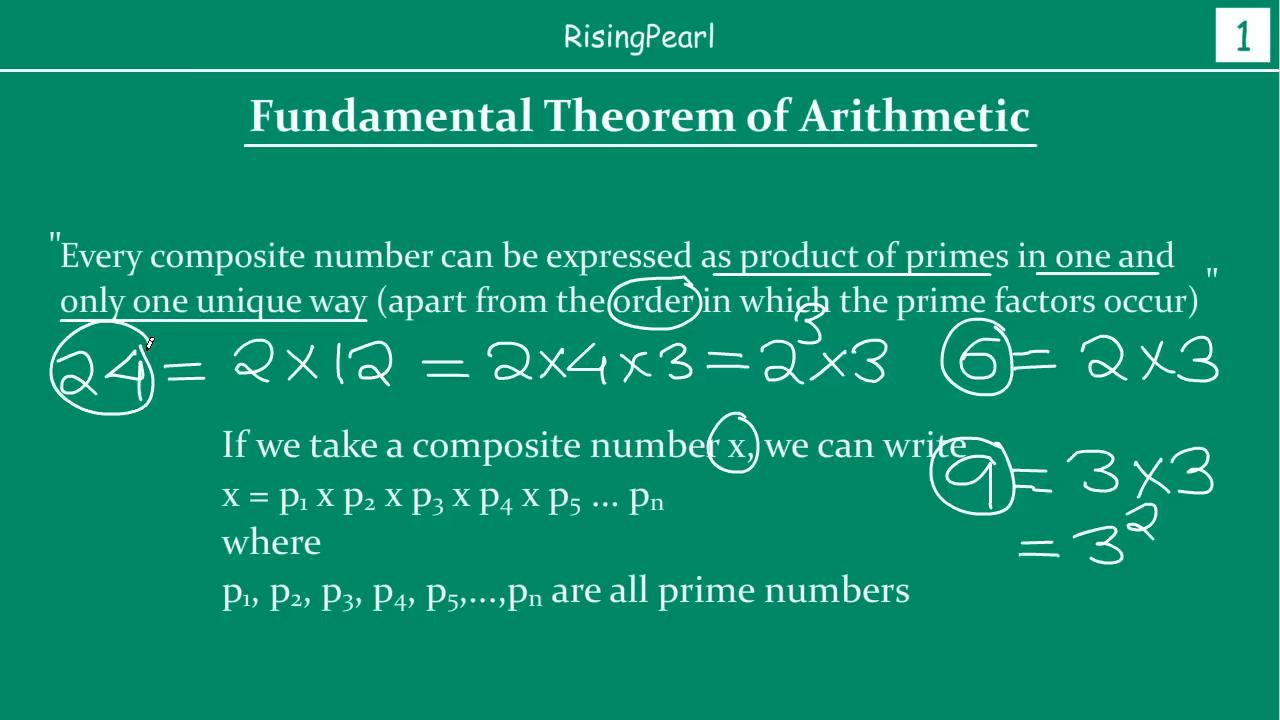 RisingPearl
1
Fundamental Theorem of Arithmetic
"Every composite number can be expressed as product of primes in one and
only one unique way (apart from the order in which the prime factors occur)"
24 = 2 × 12 = 2 × 4 × 3 = 2³ × 3
6 = 2 × 3
If we take a composite number x, we can write
9 = 3 × 3
x = p₁ x p₂ x p₃ x p₄ x p₅ ... pₙ
= 3²
where
p₁, p₂, p₃, p₄, p₅,...,pₙ are all prime numbers